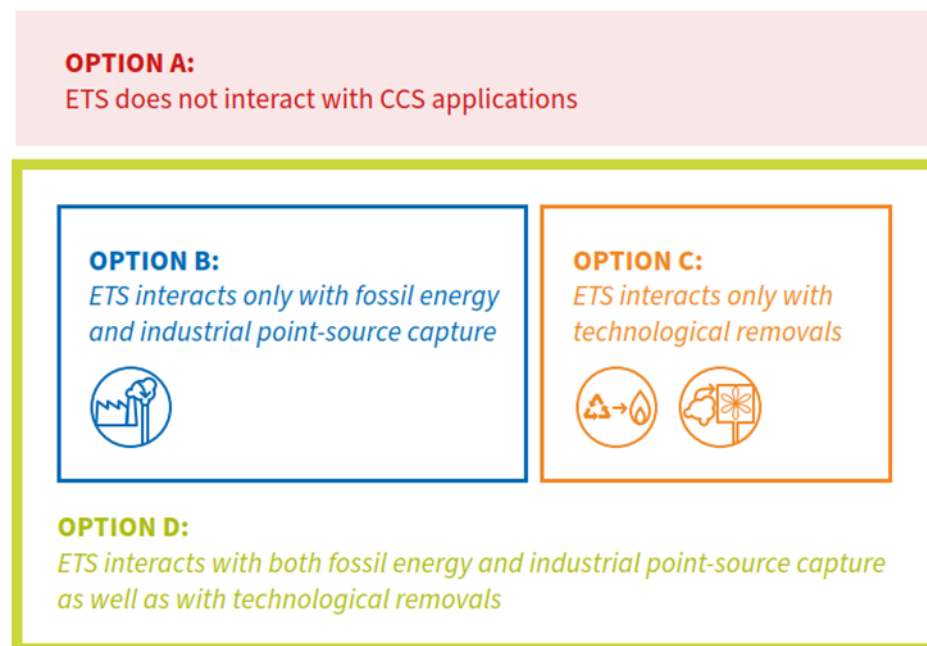 OPTION A:
ETS does not interact with CCS applications
OPTION B:
ETS interacts only with fossil energy
and industrial point-source capture
OPTION C:
ETS interacts only with
technological removals
OPTION D:
ETS interacts with both fossil energy and industrial point-source capture
as well as with technological removals